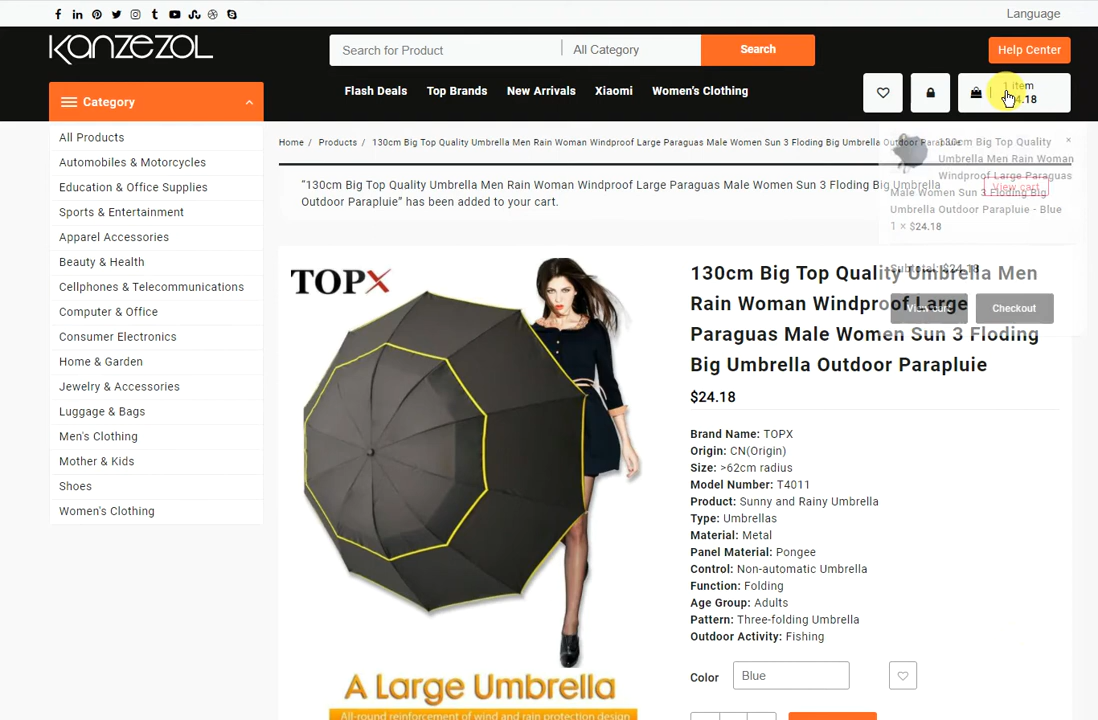 Language
Kanzezol
Search for Product
All Category
Search
Help Center
Category
Flash Deals
Top Brands
New Arrivals
Xiaomi
Women's Clothing
1 item
4.18
All Products
Automobiles & Motorcycles
Education & Office Supplies
Sports & Entertainment
Apparel Accessories
Beauty & Health
Cellphones & Telecommunications
Computer & Office
Consumer Electronics
Home & Garden
Jewelry & Accessories
Luggage & Bags
Men's Clothing
Mother & Kids
Shoes
Women's Clothing
Home / Products / 130cm Big Top Quality Umbrella Men Rain Woman Windproof Large Paraguas Male Women Sun 3 Floding Big Umbrella Outdoor Parapluie
"130cm Big Top Quality Umbrella Men Rain Woman Windproof Large Paraguas Male Women Sun 3 Floding Big Umbrella
Outdoor Parapluie" has been added to your cart.
View cart
130cm Big Top Quality
Umbrella Men Rain Woman
Windproof Large Paraguas
Male Women Sun 3 Floding Big
Umbrella Outdoor Parapluie - Blue
1 × $24.18
Subtotal: $24.18
View cart
Checkout
TOPX
A Large Umbrella
All-round reinforcement of wind and rain protection design
130cm Big Top Quality Umbrella Men
Rain Woman Windproof Large
Paraguas Male Women Sun 3 Floding
Big Umbrella Outdoor Parapluie
$24.18
Brand Name: TOPX
Origin: CN(Origin)
Size: >62cm radius
Model Number: T4011
Product: Sunny and Rainy Umbrella
Type: Umbrellas
Material: Metal
Panel Material: Pongee
Control: Non-automatic Umbrella
Function: Folding
Age Group: Adults
Pattern: Three-folding Umbrella
Outdoor Activity: Fishing
Color
Blue